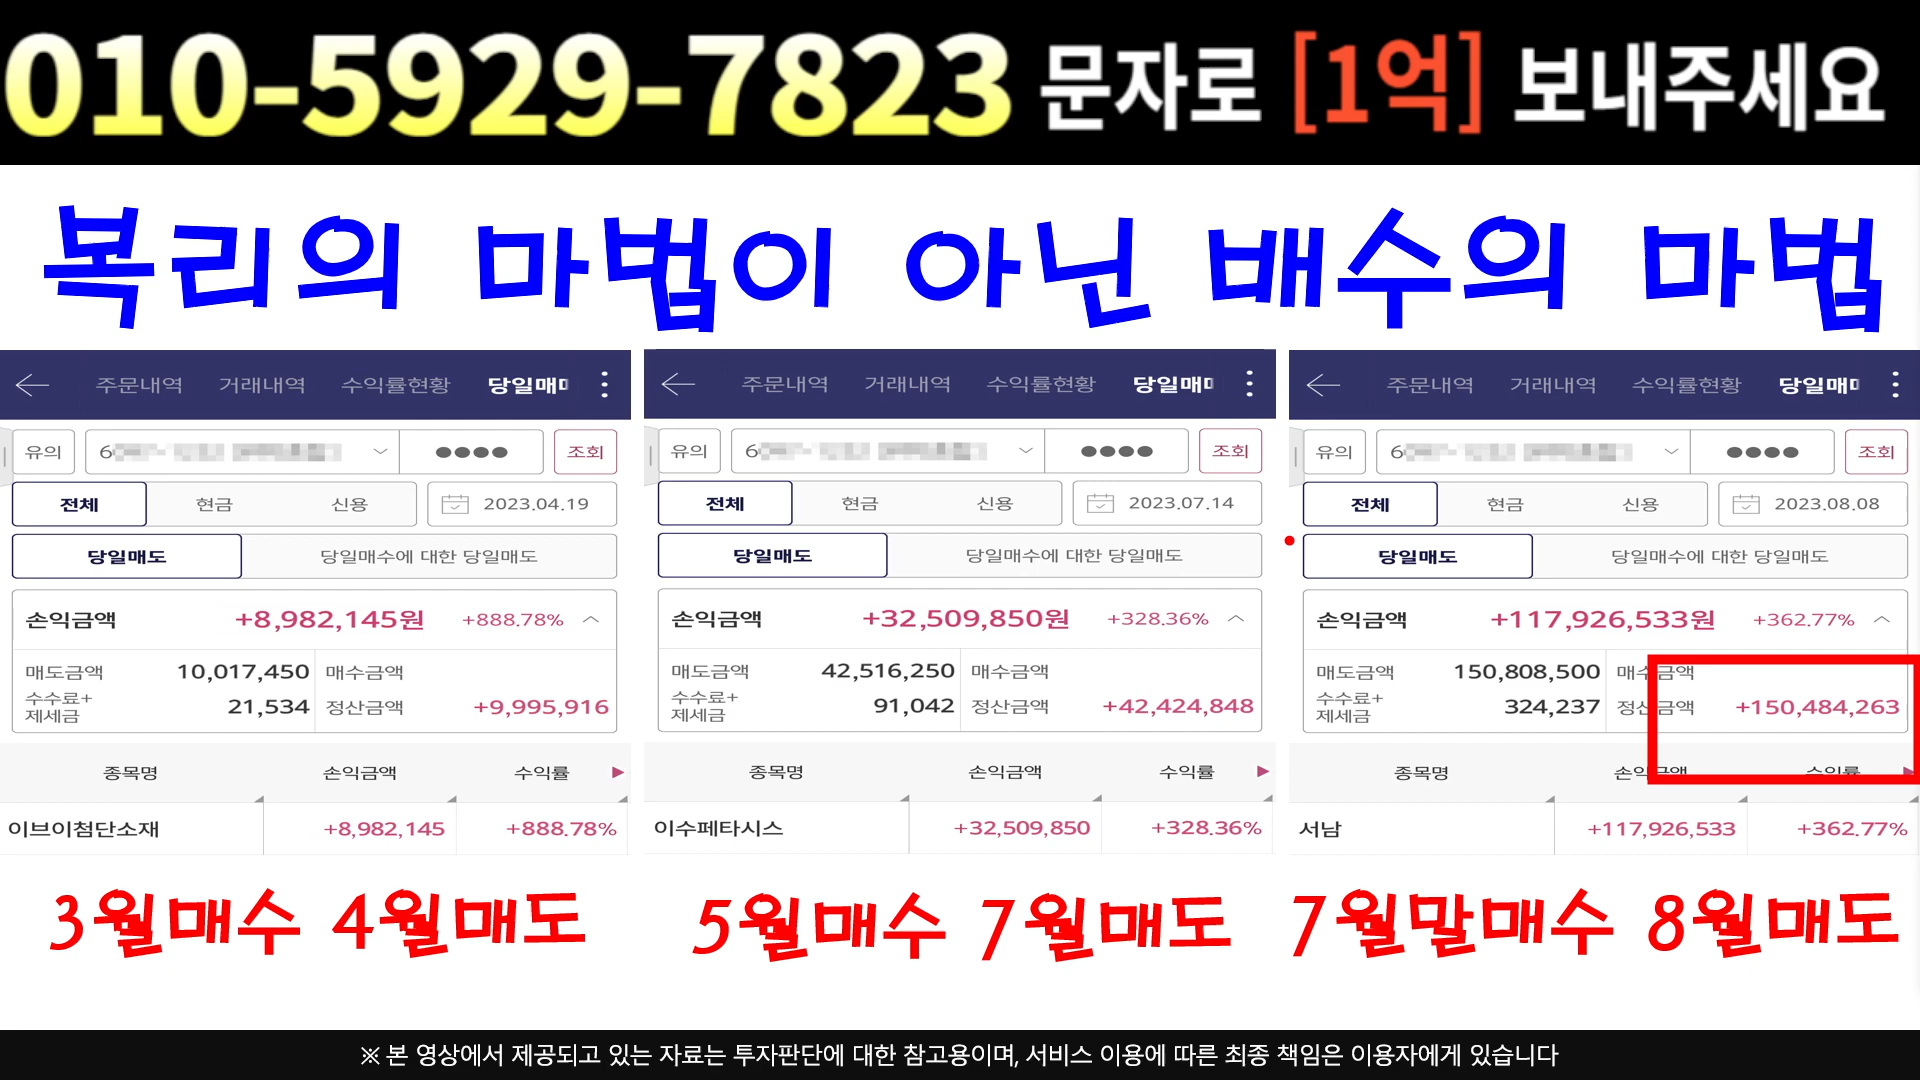 010-5929-7823 문자로 [1억] 보내주세요
복리의 마법이 아닌 배수의 마법
주문내역 거래내역 수익률현황 당일매
유의 6 ●●●● 조회
전체 현금 신용 2023.04.19
당일매도 당일매수에 대한 당일매도
손익금액 +8,982,145원 +888.78%
매도금액 10,017,450 매수금액
수수료+
제세금 21,534 정산금액 +9,995,916
종목명 손익금액 수익률
이브이첨단소재 +8,982,145 +888.78%
3월매수 4월매도
주문내역 거래내역 수익률현황 당일매
유의 6 ●●●● 조회
전체 현금 신용 2023.07.14
당일매도 당일매수에 대한 당일매도
손익금액 +32,509,850원 +328.36%
매도금액 42,516,250 매수금액
수수료+
제세금 91,042 정산금액 +42,424,848
종목명 손익금액 수익률
이수페타시스 +32,509,850 +328.36%
5월매수 7월매도
주문내역 거래내역 수익률현황 당일매
유의 6 ●●●● 조회
전체 현금 신용 2023.08.08
당일매도 당일매수에 대한 당일매도
손익금액 +117,926,533원 +362.77%
매도금액 150,808,500 매수금액
수수료+
제세금 324,237 정산금액 +150,484,263
종목명 손익금액 수익률
서남 +117,926,533 +362.77%
7월말매수 8월매도
※ 본 영상에서 제공되고 있는 자료는 투자판단에 대한 참고용이며, 서비스 이용에 따른 최종 책임은 이용자에게 있습니다